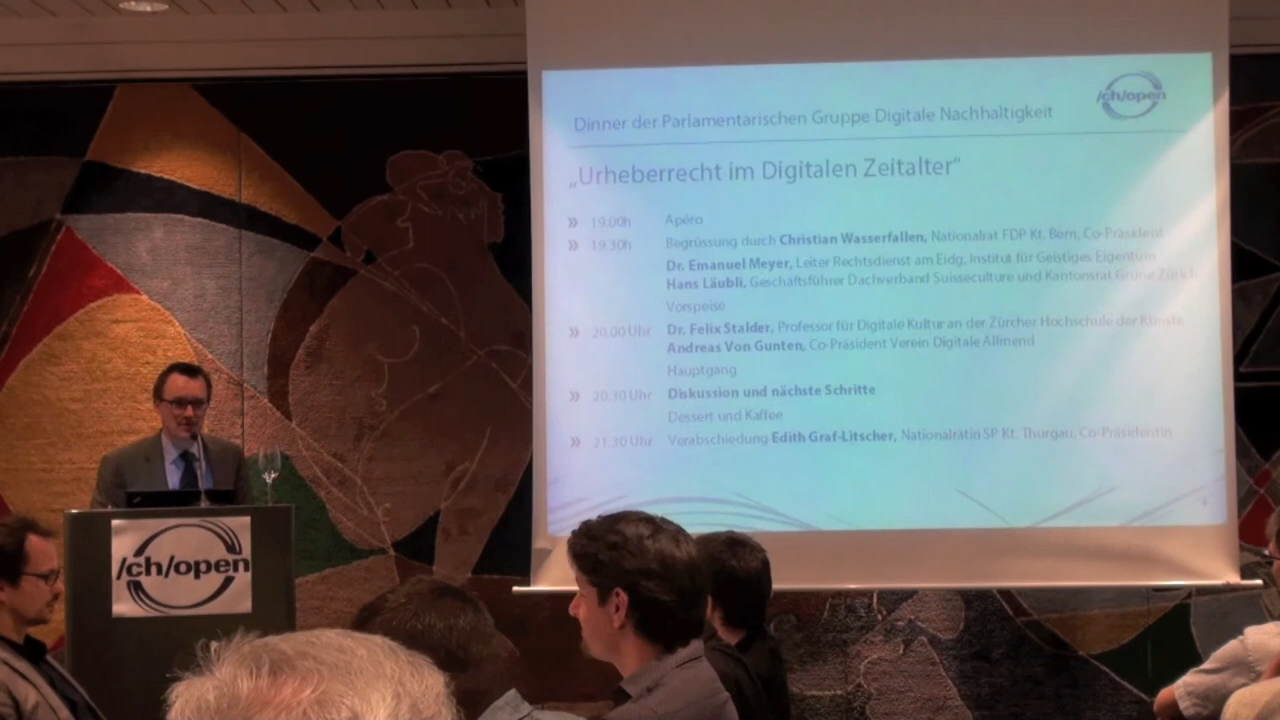 /ch/open
Dinner der Parlamentarischen Gruppe Digitale Nachhaltigkeit
„Urheberrecht im Digitalen Zeitalter“
» 19.00h Apéro
» 19.30h Begrüssung durch Christian Wasserfallen, Nationalrat FDP Kt. Bern, Co-Präsident
Dr. Emanuel Meyer, Leiter Rechtsdienst am Eidg. Institut für Geistiges Eigentum
Hans Läubli, Geschäftsführer Dachverband Suisseculture und Kantonsrat Grüne Zürich
Vorspeise
» 20.00 Uhr Dr. Felix Stalder, Professor für Digitale Kultur an der Zürcher Hochschule der Künste
Andreas Von Gunten, Co-Präsident Verein Digitale Allmend
Hauptgang
» 20.30 Uhr Diskussion und nächste Schritte
Dessert und Kaffee
» 21.30 Uhr Verabschiedung Edith Graf-Litscher, Nationalrätin SP Kt. Thurgau, Co-Präsidentin
/ch/open